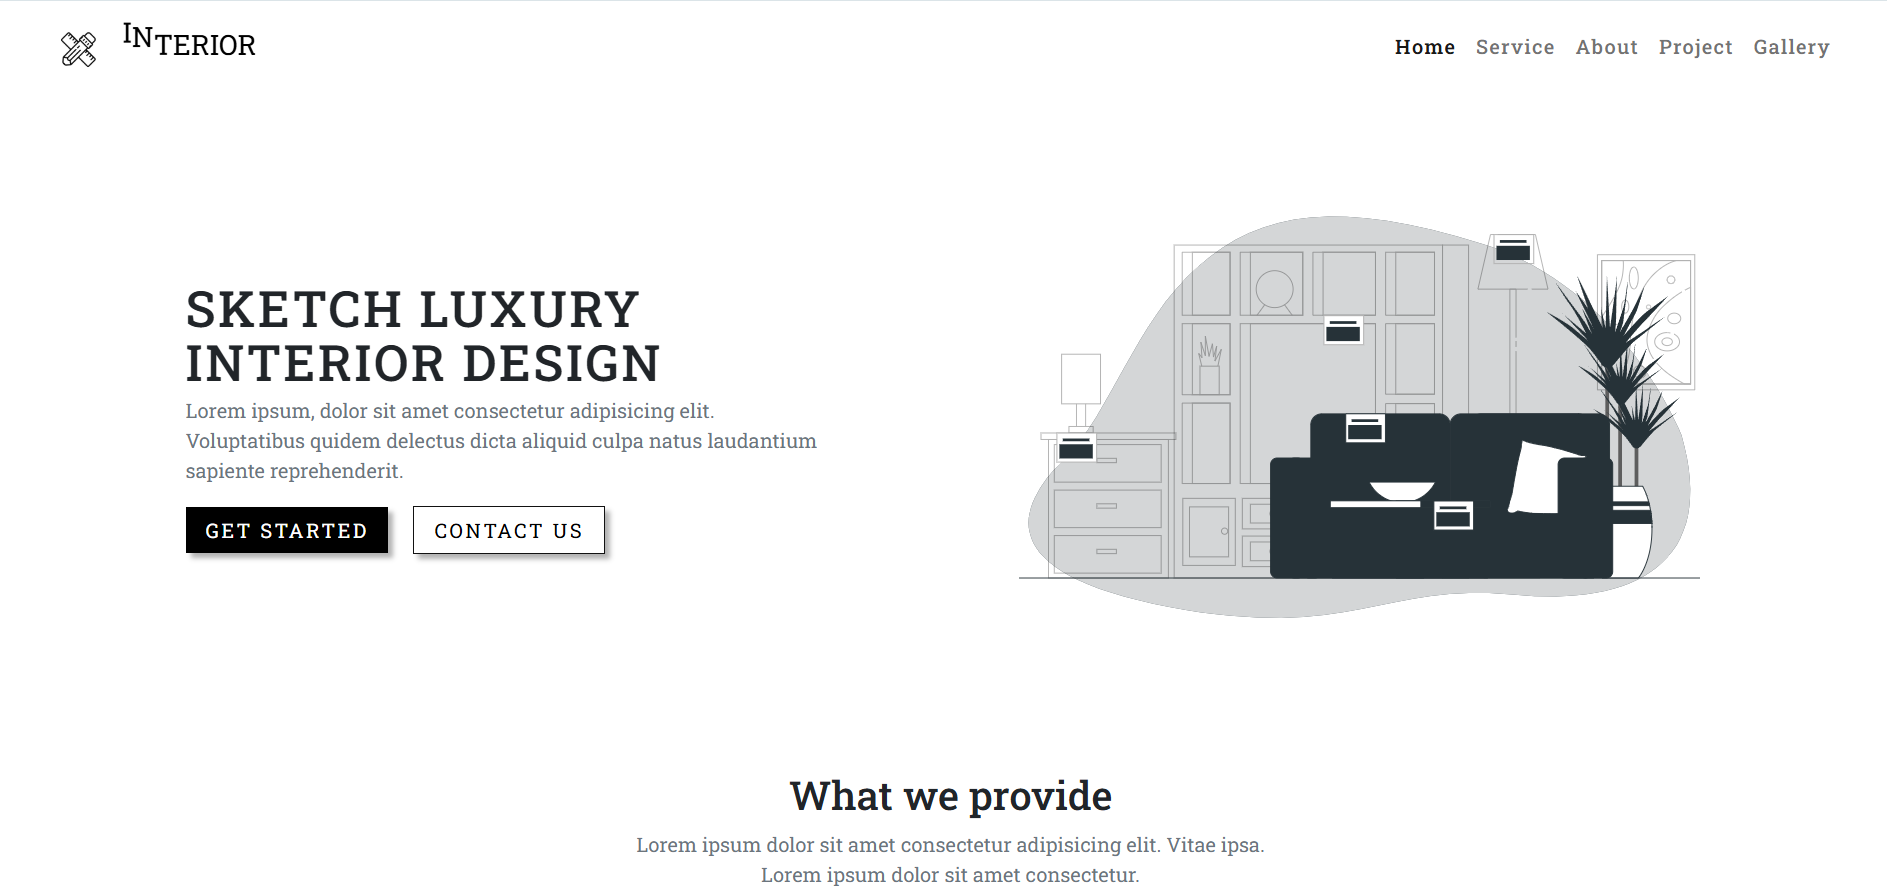 INTERIOR
Home Service About Project Gallery
SKETCH LUXURY
INTERIOR DESIGN
Lorem ipsum, dolor sit amet consectetur adipisicing elit.
Voluptatibus quidem delectus dicta aliquid culpa natus laudantium
sapiente reprehenderit.
GET STARTED CONTACT US
What we provide
Lorem ipsum dolor sit amet consectetur adipisicing elit. Vitae ipsa.
Lorem ipsum dolor sit amet consectetur.